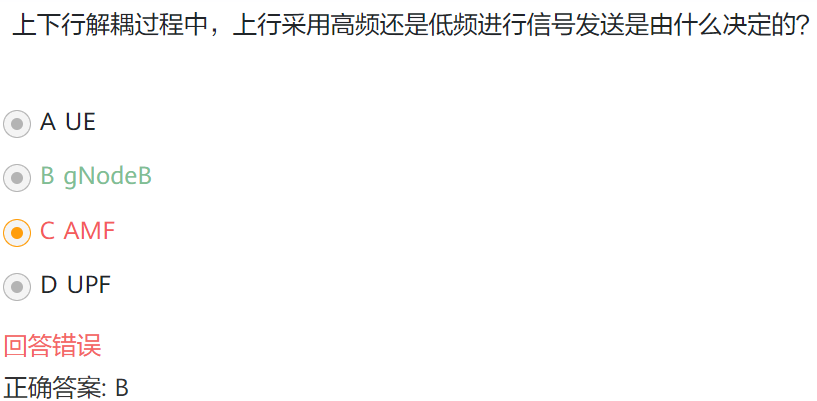 上下行解耦过程中，上行采用高频还是低频进行信号发送是由什么决定的?
A UE
B gNodeB
C AMF
D UPF
回答错误
正确答案: B